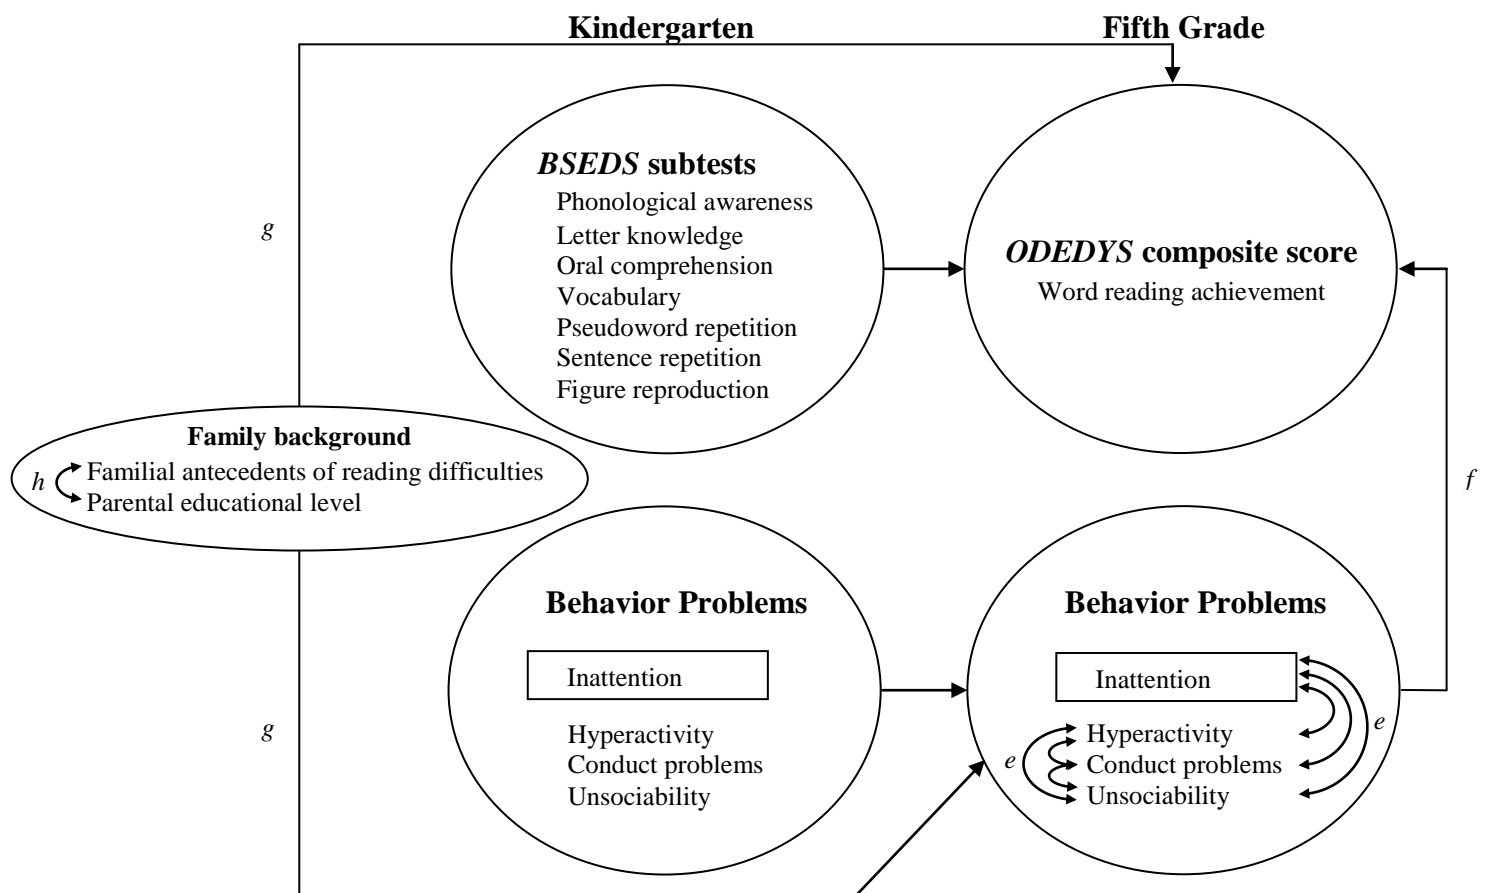 Kindergarten
Fifth Grade
BSEDS subtests
Phonological awareness
Letter knowledge
Oral comprehension
Vocabulary
Pseudoword repetition
Sentence repetition
Figure reproduction
ODEDYS composite score
Word reading achievement
g
Family background
Familial antecedents of reading difficulties
Parental educational level
h
f
g
Behavior Problems
Inattention
Hyperactivity
Conduct problems
Unsociability
Behavior Problems
Inattention
Hyperactivity
Conduct problems
Unsociability
e
e